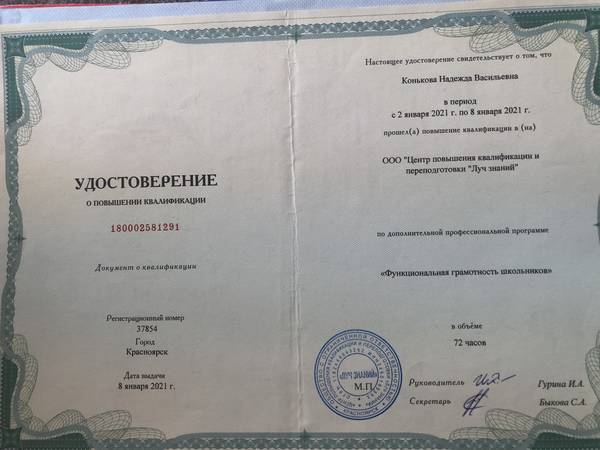 УДОСТОВЕРЕНИЕ
О ПОВЫШЕНИИ КВАЛИФИКАЦИИ
180002581291
Документ о квалификации
Регистрационный номер
37854
Город
Красноярск
Дата выдачи
8 января 2021 г.
Настоящее удостоверение свидетельствует о том, что
Конькова Надежда Васильевна
в период
с 2 января 2021 г. по 8 января 2021 г.
прошел(а) повышение квалификации в (на)
ООО "Центр повышения квалификации и
переподготовки "Луч знаний"
по дополнительной профессиональной программе
«Функциональная грамотность школьников»
в объёме
72 часов
«ЛУЧ ЗНАНИЙ»
М.П.
Руководитель Гурина И.А.
Секретарь Быкова С.А.